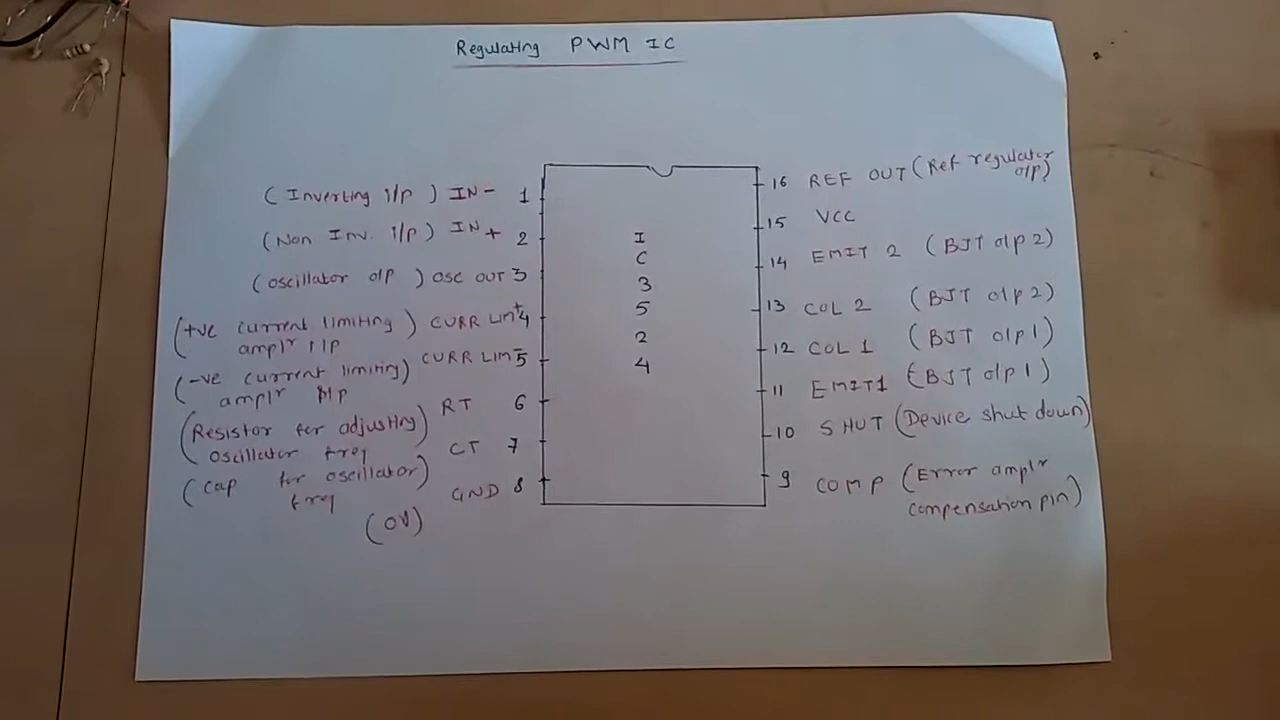 Regulating PWM IC
(Inverting i/p) IN- 1
(Non Inv. i/p) IN+ 2
(oscillator o/p) OSC OUT 3
(+ve current limiting) CURR LIM+ 4
amplr i/p
(-ve current limiting) CURR LIM- 5
amplr i/p
(Resistor for adjusting) RT 6
oscillator freq
(cap for oscillator) CT 7
freq
GND 8
(0V)
I
C
3
5
2
4
16 REF OUT (Ref regulator
o/p)
15 VCC
14 EMIT 2 (BJT o/p 2)
13 COL 2 (BJT o/p 2)
12 COL 1 (BJT o/p 1)
11 EMIT1 (BJT o/p 1)
10 SHUT (Device shut down)
9 COMP (Error amplr
compensation pin)